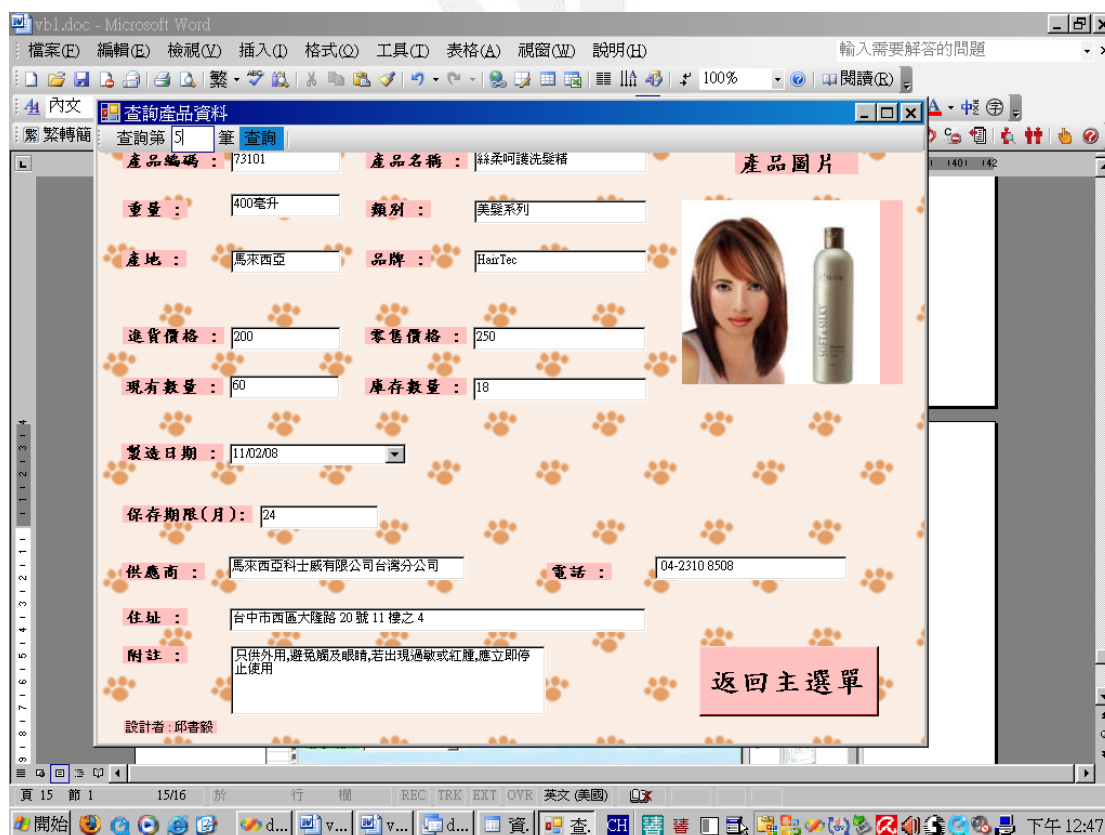 vb1.doc - Microsoft Word
檔案(F) 編輯(E) 檢視(V) 插入(I) 格式(O) 工具(T) 表格(A) 視窗(W) 說明(H) 輸入需要解答的問題
繁 100% 閱讀(R)
內文
繁 繁轉簡
查詢產品資料
查詢第 5 筆 查詢
產品編碼 : 73101 產品名稱 : 絲柔呵護洗髮精 產品圖片
重量 : 400毫升 類別 : 美髮系列
產地 : 馬來西亞 品牌 : HairTec
進貨價格 : 200 零售價格 : 250
現有數量 : 60 庫存數量 : 18
製造日期 : 11/02/08
保存期限(月): 24
供應商 : 馬來西亞科士威有限公司台灣分公司 電話 : 04-2310 8508
住址 : 台中市西區大隆路 20 號 11 樓之 4
附註 : 只供外用,避免觸及眼睛,若出現過敏或紅腫,應立即停
止使用
返回主選單
設計者 : 邱書毅
頁 15 節 1 15/16 於 行 欄 REC TRK EXT OVR 英文 (美國)
開始 d... v... v... d... 資. 查. CH 下午 12:47